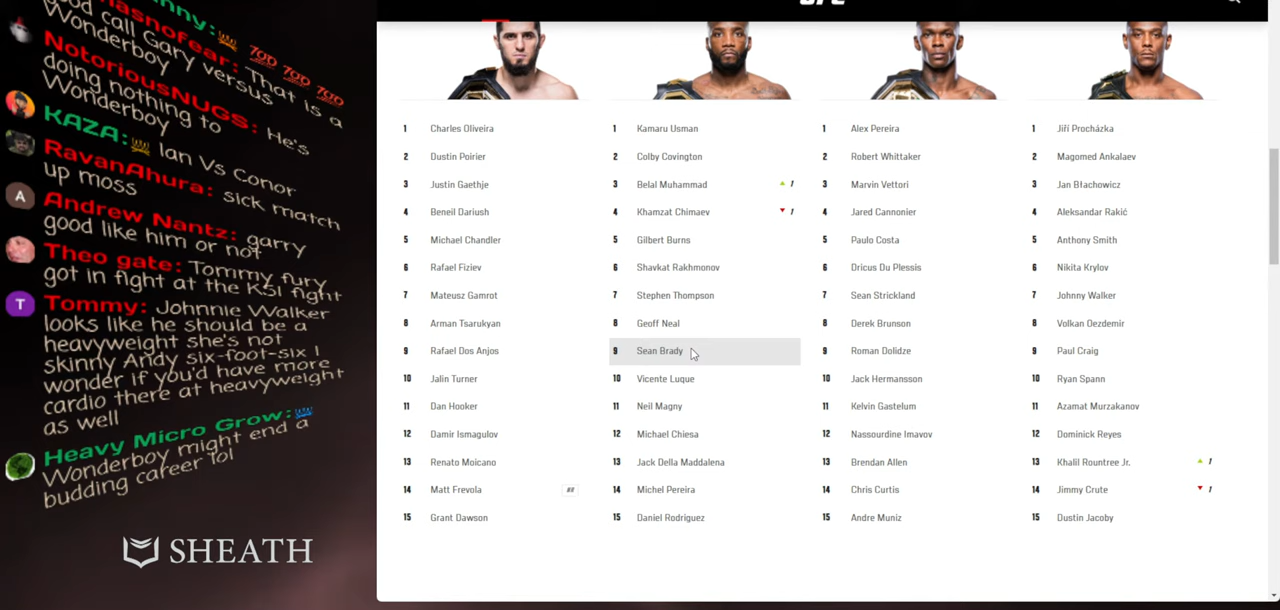 nny:
good call Gary versus
Wonderboy
hasnoFear: That is a
NotoriousNUGS: He's
doing nothing to
Wonderboy
KAZA: Ian Vs Conor
RavanAhura: sick match
up moss
Andrew Nantz: garry
good like him or not
Theo gate: Tommy fury
got in fight at the KSI fight
Tommy: Johnnie Walker
looks like he should be a
heavyweight she's not
skinny Andy six-foot-six I
wonder if you'd have more
cardio there at heavyweight
as well
Heavy Micro Grow:
Wonderboy might end a
budding career lol
SHEATH
UFC
1 Charles Oliveira
2 Dustin Poirier
3 Justin Gaethje
4 Beneil Dariush
5 Michael Chandler
6 Rafael Fiziev
7 Mateusz Gamrot
8 Arman Tsarukyan
9 Rafael Dos Anjos
10 Jalin Turner
11 Dan Hooker
12 Damir Ismagulov
13 Renato Moicano
14 Matt Frevola
15 Grant Dawson
1 Kamaru Usman
2 Colby Covington
3 Belal Muhammad 1
4 Khamzat Chimaev 1
5 Gilbert Burns
6 Shavkat Rakhmonov
7 Stephen Thompson
8 Geoff Neal
9 Sean Brady
10 Vicente Luque
11 Neil Magny
12 Michael Chiesa
13 Jack Della Maddalena
14 Michel Pereira
15 Daniel Rodriguez
1 Alex Pereira
2 Robert Whittaker
3 Marvin Vettori
4 Jared Cannonier
5 Paulo Costa
6 Dricus Du Plessis
7 Sean Strickland
8 Derek Brunson
9 Roman Dolidze
10 Jack Hermansson
11 Kelvin Gastelum
12 Nassourdine Imavov
13 Brendan Allen
14 Chris Curtis
15 Andre Muniz
1 Jiří Procházka
2 Magomed Ankalaev
3 Jan Błachowicz
4 Aleksandar Rakić
5 Anthony Smith
6 Nikita Krylov
7 Johnny Walker
8 Volkan Oezdemir
9 Paul Craig
10 Ryan Spann
11 Azamat Murzakanov
12 Dominick Reyes
13 Khalil Rountree Jr. 1
14 Jimmy Crute 1
15 Dustin Jacoby